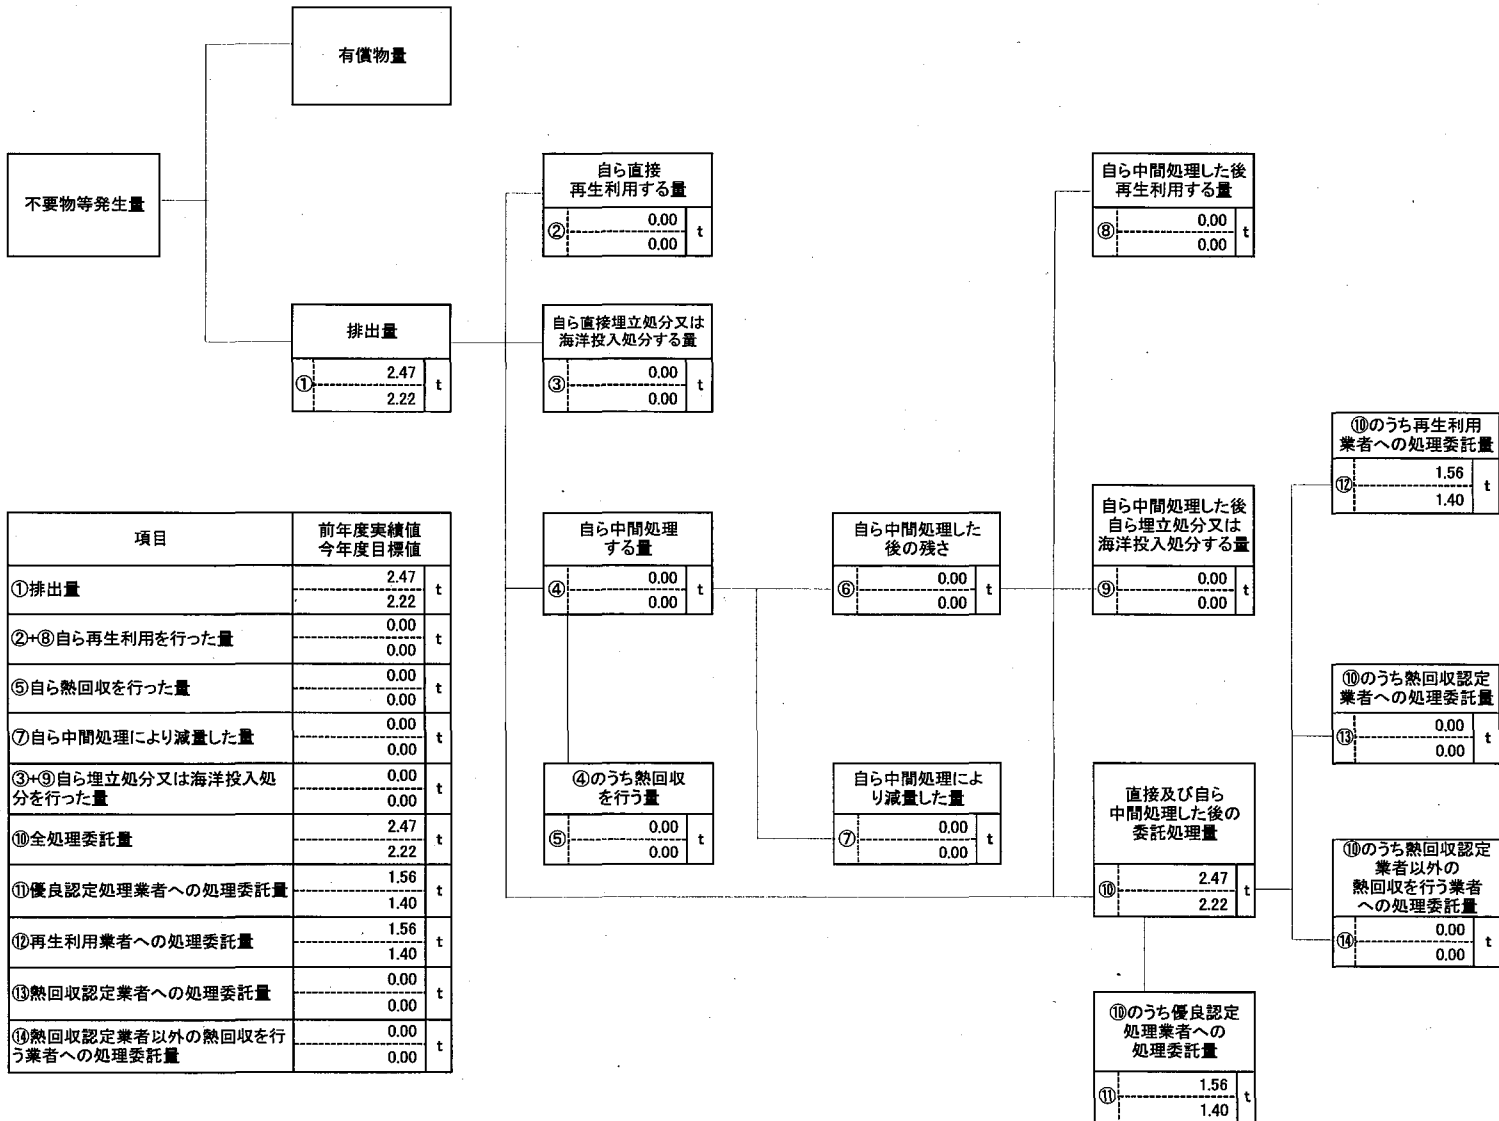 有償物量
不要物等発生量
排出量
①
2.47
2.22
t
自ら直接
再生利用する量
②
0.00
0.00
t
自ら直接埋立処分又は
海洋投入処分する量
③
0.00
0.00
t
自ら中間処理
する量
④
0.00
0.00
t
④のうち熱回収
を行う量
⑤
0.00
0.00
t
自ら中間処理した
後の残さ
⑥
0.00
0.00
t
自ら中間処理によ
り減量した量
⑦
0.00
0.00
t
自ら中間処理した後
再生利用する量
⑧
0.00
0.00
t
自ら中間処理した後
自ら埋立処分又は
海洋投入処分する量
⑨
0.00
0.00
t
直接及び自ら
中間処理した後の
委託処理量
⑩
2.47
2.22
t
⑩のうち優良認定
処理業者への
処理委託量
⑪
1.56
1.40
t
⑩のうち再生利用
業者への処理委託量
⑫
1.56
1.40
t
⑩のうち熱回収認定
業者への処理委託量
⑬
0.00
0.00
t
⑩のうち熱回収認定
業者以外の
熱回収を行う業者
への処理委託量
⑭
0.00
0.00
t
項目
前年度実績値
今年度目標値
①排出量
2.47
2.22
t
②+⑧自ら再生利用を行った量
0.00
0.00
t
⑤自ら熱回収を行った量
0.00
0.00
t
⑦自ら中間処理により減量した量
0.00
0.00
t
③+⑨自ら埋立処分又は海洋投入処
分を行った量
0.00
0.00
t
⑩全処理委託量
2.47
2.22
t
⑪優良認定処理業者への処理委託量
1.56
1.40
t
⑫再生利用業者への処理委託量
1.56
1.40
t
⑬熱回収認定業者への処理委託量
0.00
0.00
t
⑭熱回収認定業者以外の熱回収を行
う業者への処理委託量
0.00
0.00
t